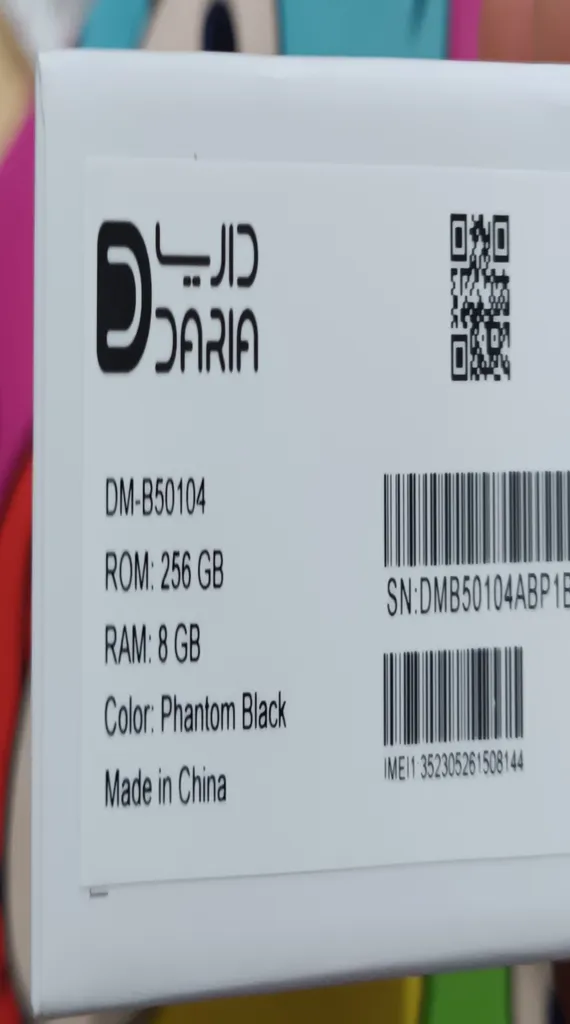 داریا
DARIA
DM-B50104
ROM: 256 GB
RAM: 8 GB
Color: Phantom Black
Made in China
SN:DMB50104ABP1B
IMEI1:352305261508144